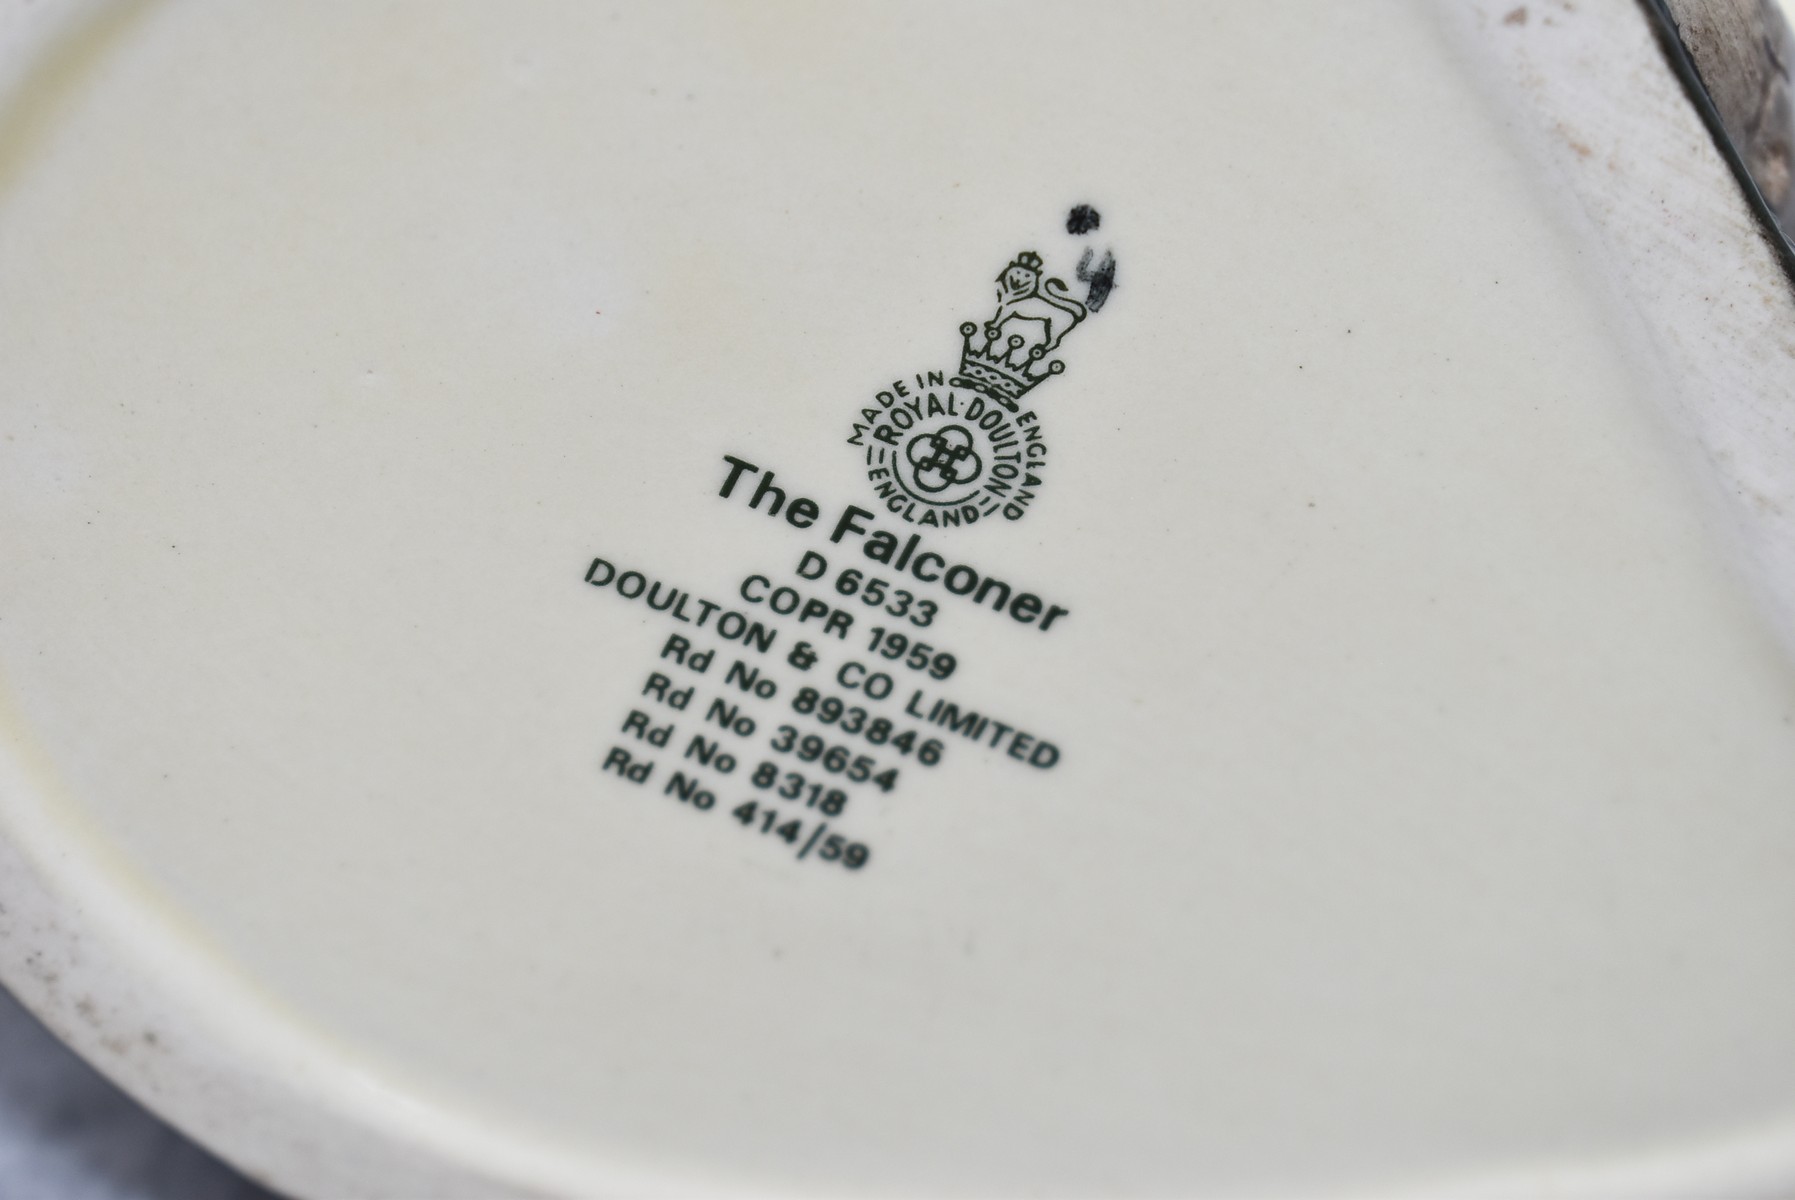 4
MADE IN ENGLAND
ROYAL·DOULTON
ENGLAND
The Falconer
D 6533
COPR 1959
DOULTON & CO LIMITED
Rd No 893846
Rd No 39654
Rd No 8318
Rd No 414/59